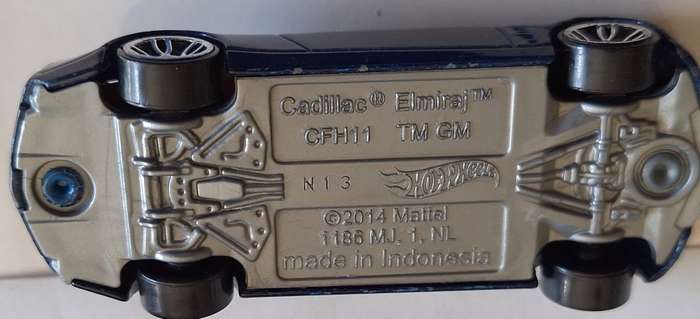 Cadillac® Elmiraj™
CFH11 TM GM
N13 Hot Wheels
©2014 Mattel
1186 MJ, 1, NL
made in Indonesia